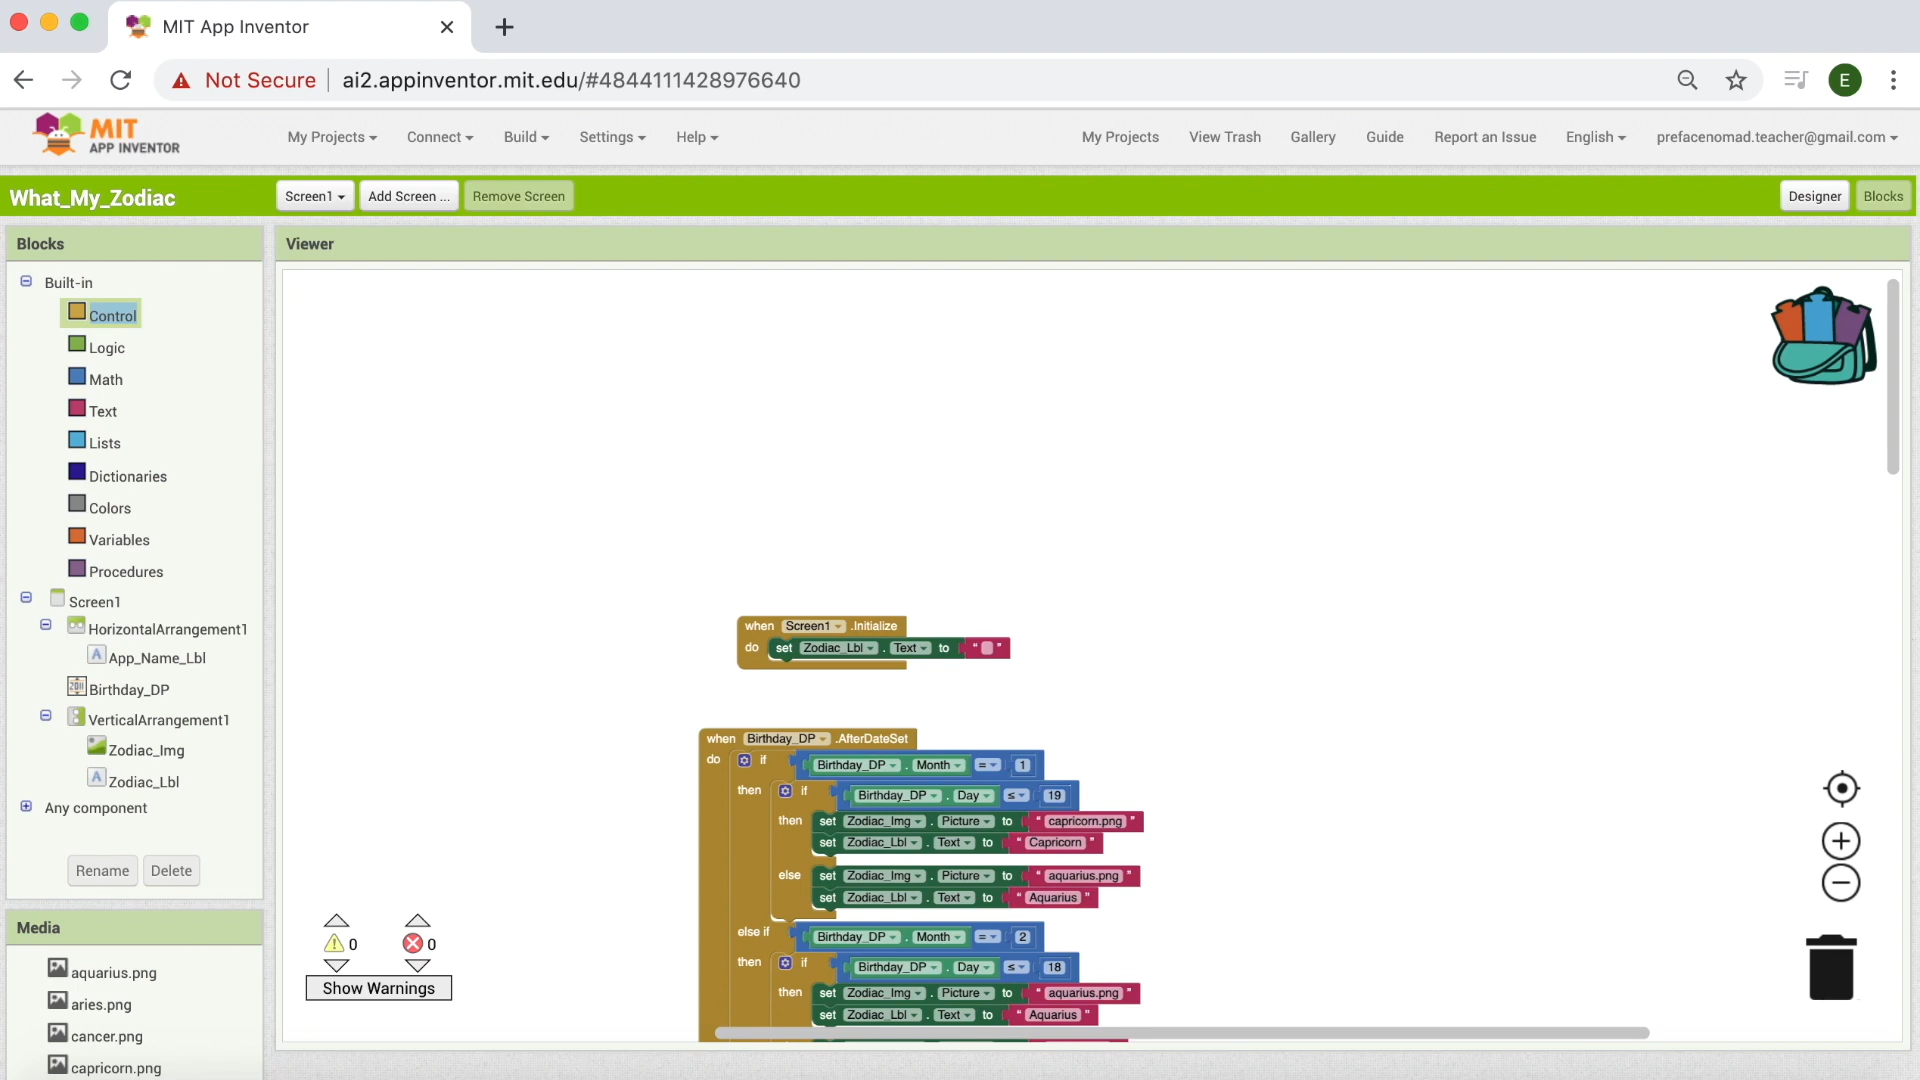 MIT App Inventor
Not Secure
ai2.appinventor.mit.edu/#4844111428976640
E
MIT
APP INVENTOR
My Projects
Connect
Build
Settings
Help
My Projects
View Trash
Gallery
Guide
Report an Issue
English
prefacenomad.teacher@gmail.com
What_My_Zodiac
Screen1
Add Screen ...
Remove Screen
Designer
Blocks
Blocks
Built-in
Control
Logic
Math
Text
Lists
Dictionaries
Colors
Variables
Procedures
Screen1
HorizontalArrangement1
A App_Name_Lbl
Birthday_DP
VerticalArrangement1
Zodiac_Img
A Zodiac_Lbl
Any component
Rename
Delete
Media
aquarius.png
aries.png
cancer.png
capricorn.png
Viewer
when Screen1 .Initialize
do set Zodiac_Lbl . Text to " "
when Birthday_DP .AfterDateSet
do if Birthday_DP . Month = 1
then if Birthday_DP . Day ≤ 19
then set Zodiac_Img . Picture to " capricorn.png "
set Zodiac_Lbl . Text to " Capricorn "
else set Zodiac_Img . Picture to " aquarius.png "
set Zodiac_Lbl . Text to " Aquarius "
else if Birthday_DP . Month = 2
then if Birthday_DP . Day ≤ 18
then set Zodiac_Img . Picture to " aquarius.png "
set Zodiac_Lbl . Text to " Aquarius "
0
0
Show Warnings